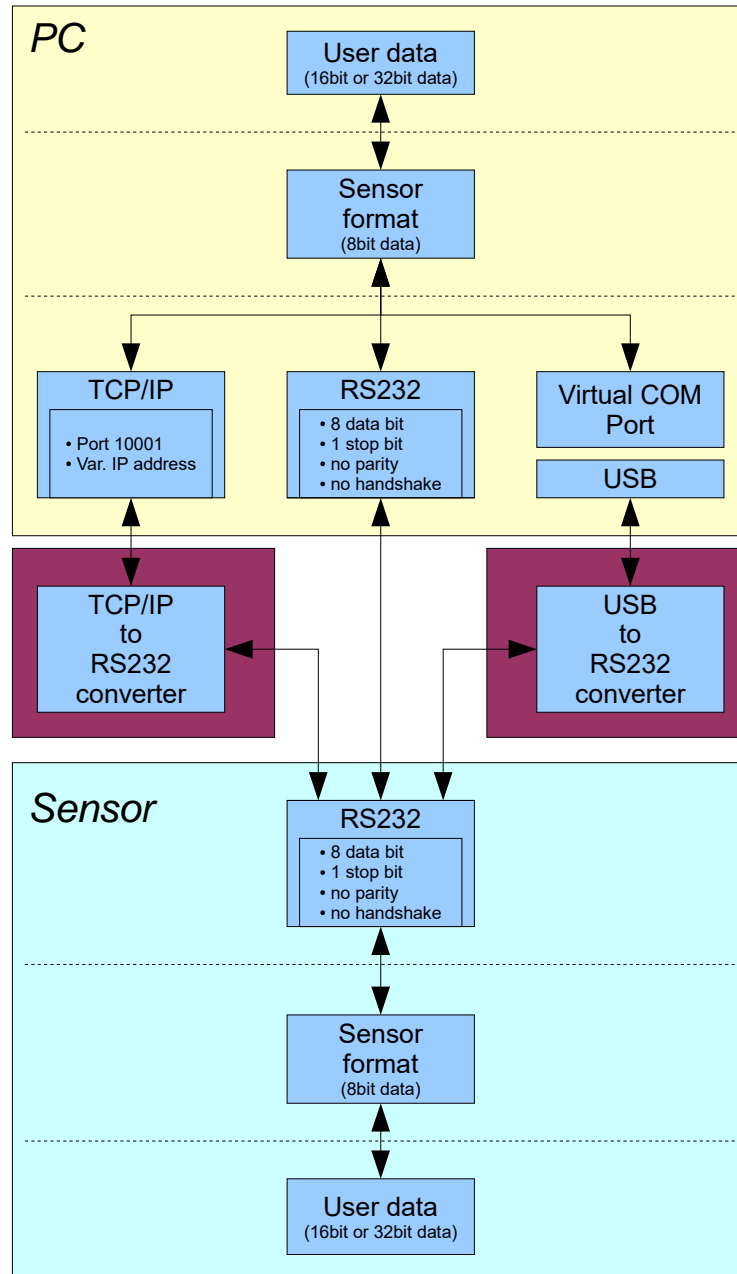 PC
User data
(16bit or 32bit data)
Sensor
format
(8bit data)
TCP/IP
• Port 10001
• Var. IP address
RS232
• 8 data bit
• 1 stop bit
• no parity
• no handshake
Virtual COM
Port
USB
TCP/IP
to
RS232
converter
USB
to
RS232
converter
Sensor
RS232
• 8 data bit
• 1 stop bit
• no parity
• no handshake
Sensor
format
(8bit data)
User data
(16bit or 32bit data)